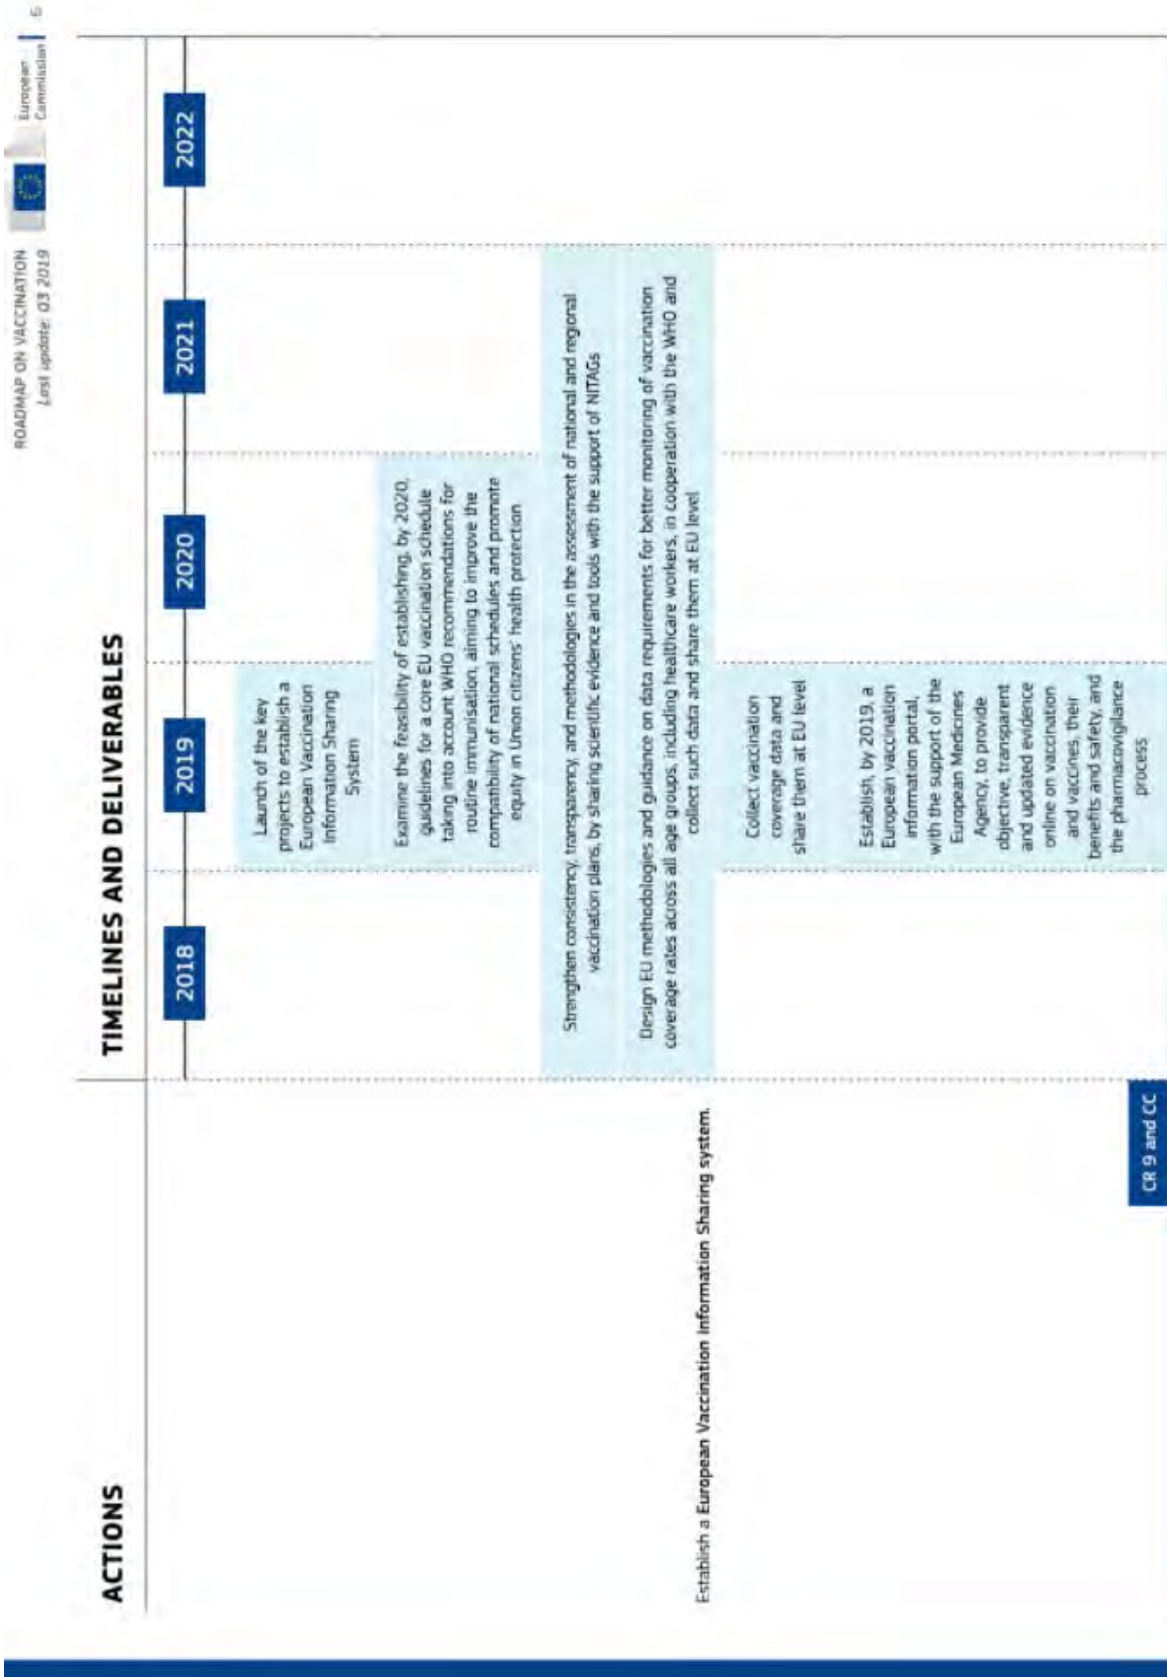 ROADMAP ON VACCINATION
Last update: Q3 2019
European
Commission
ACTIONS
TIMELINES AND DELIVERABLES
2018
2019
2020
2021
2022
Establish a European Vaccination Information Sharing system.
CR 9 and CC
Launch of the key
projects to establish a
European Vaccination
Information Sharing
System
Examine the feasibility of establishing, by 2020,
guidelines for a core EU vaccination schedule
taking into account WHO recommendations for
routine immunisation, aiming to improve the
compatibility of national schedules and promote
equity in Union citizens' health protection
Strengthen consistency, transparency, and methodologies in the assessment of national and regional
vaccination plans, by sharing scientific evidence and tools with the support of NITAGs
Design EU methodologies and guidance on data requirements for better monitoring of vaccination
coverage rates across all age groups, including healthcare workers, in cooperation with the WHO and
collect such data and share them at EU level
Collect vaccination
coverage data and
share them at EU level
Establish, by 2019, a
European vaccination
information portal,
with the support of the
European Medicines
Agency, to provide
objective, transparent
and updated evidence
online on vaccination
and vaccines, their
benefits and safety, and
the pharmacovigilance
process